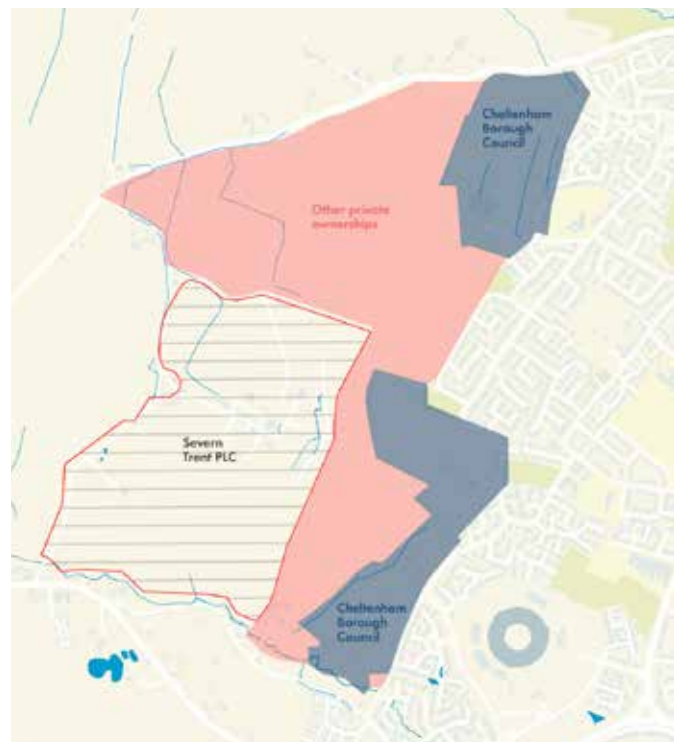 Cheltenham
Borough
Council
Other private
ownerships
Severn
Trent PLC
Cheltenham
Borough
Council